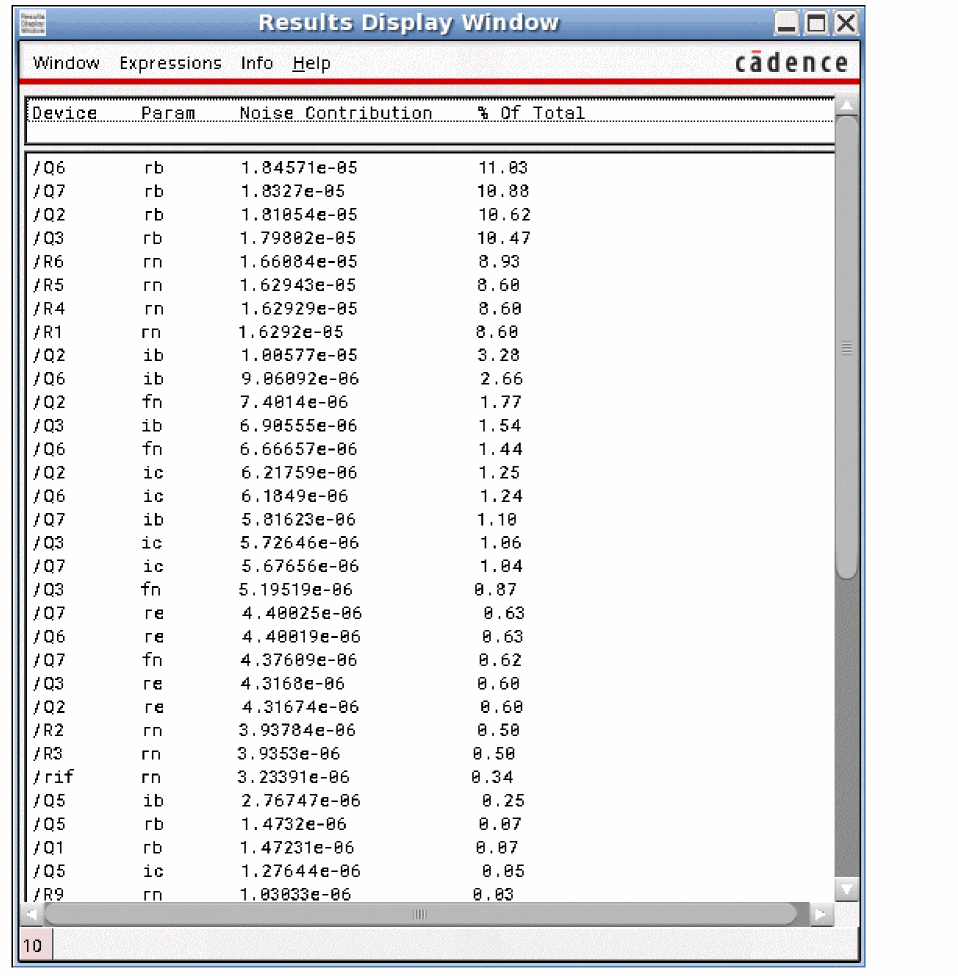 Results Display Window
Window Expressions Info Help cādence
Device Param Noise Contribution % Of Total
/Q6 rb 1.84571e-05 11.03
/Q7 rb 1.8327e-05 10.88
/Q2 rb 1.81054e-05 10.62
/Q3 rb 1.79802e-05 10.47
/R6 rn 1.66084e-05 8.93
/R5 rn 1.62943e-05 8.60
/R4 rn 1.62929e-05 8.60
/R1 rn 1.6292e-05 8.60
/Q2 ib 1.00577e-05 3.28
/Q6 ib 9.06092e-06 2.66
/Q2 fn 7.4014e-06 1.77
/Q3 ib 6.90555e-06 1.54
/Q6 fn 6.66657e-06 1.44
/Q2 ic 6.21759e-06 1.25
/Q6 ic 6.1849e-06 1.24
/Q7 ib 5.81623e-06 1.10
/Q3 ic 5.72646e-06 1.06
/Q7 ic 5.67656e-06 1.04
/Q3 fn 5.19519e-06 0.87
/Q7 re 4.40025e-06 0.63
/Q6 re 4.40019e-06 0.63
/Q7 fn 4.37609e-06 0.62
/Q3 re 4.3168e-06 0.60
/Q2 re 4.31674e-06 0.60
/R2 rn 3.93784e-06 0.50
/R3 rn 3.9353e-06 0.50
/rif rn 3.23391e-06 0.34
/Q5 ib 2.76747e-06 0.25
/Q5 rb 1.4732e-06 0.07
/Q1 rb 1.47231e-06 0.07
/Q5 ic 1.27644e-06 0.05
/R9 rn 1.03033e-06 0.03
10